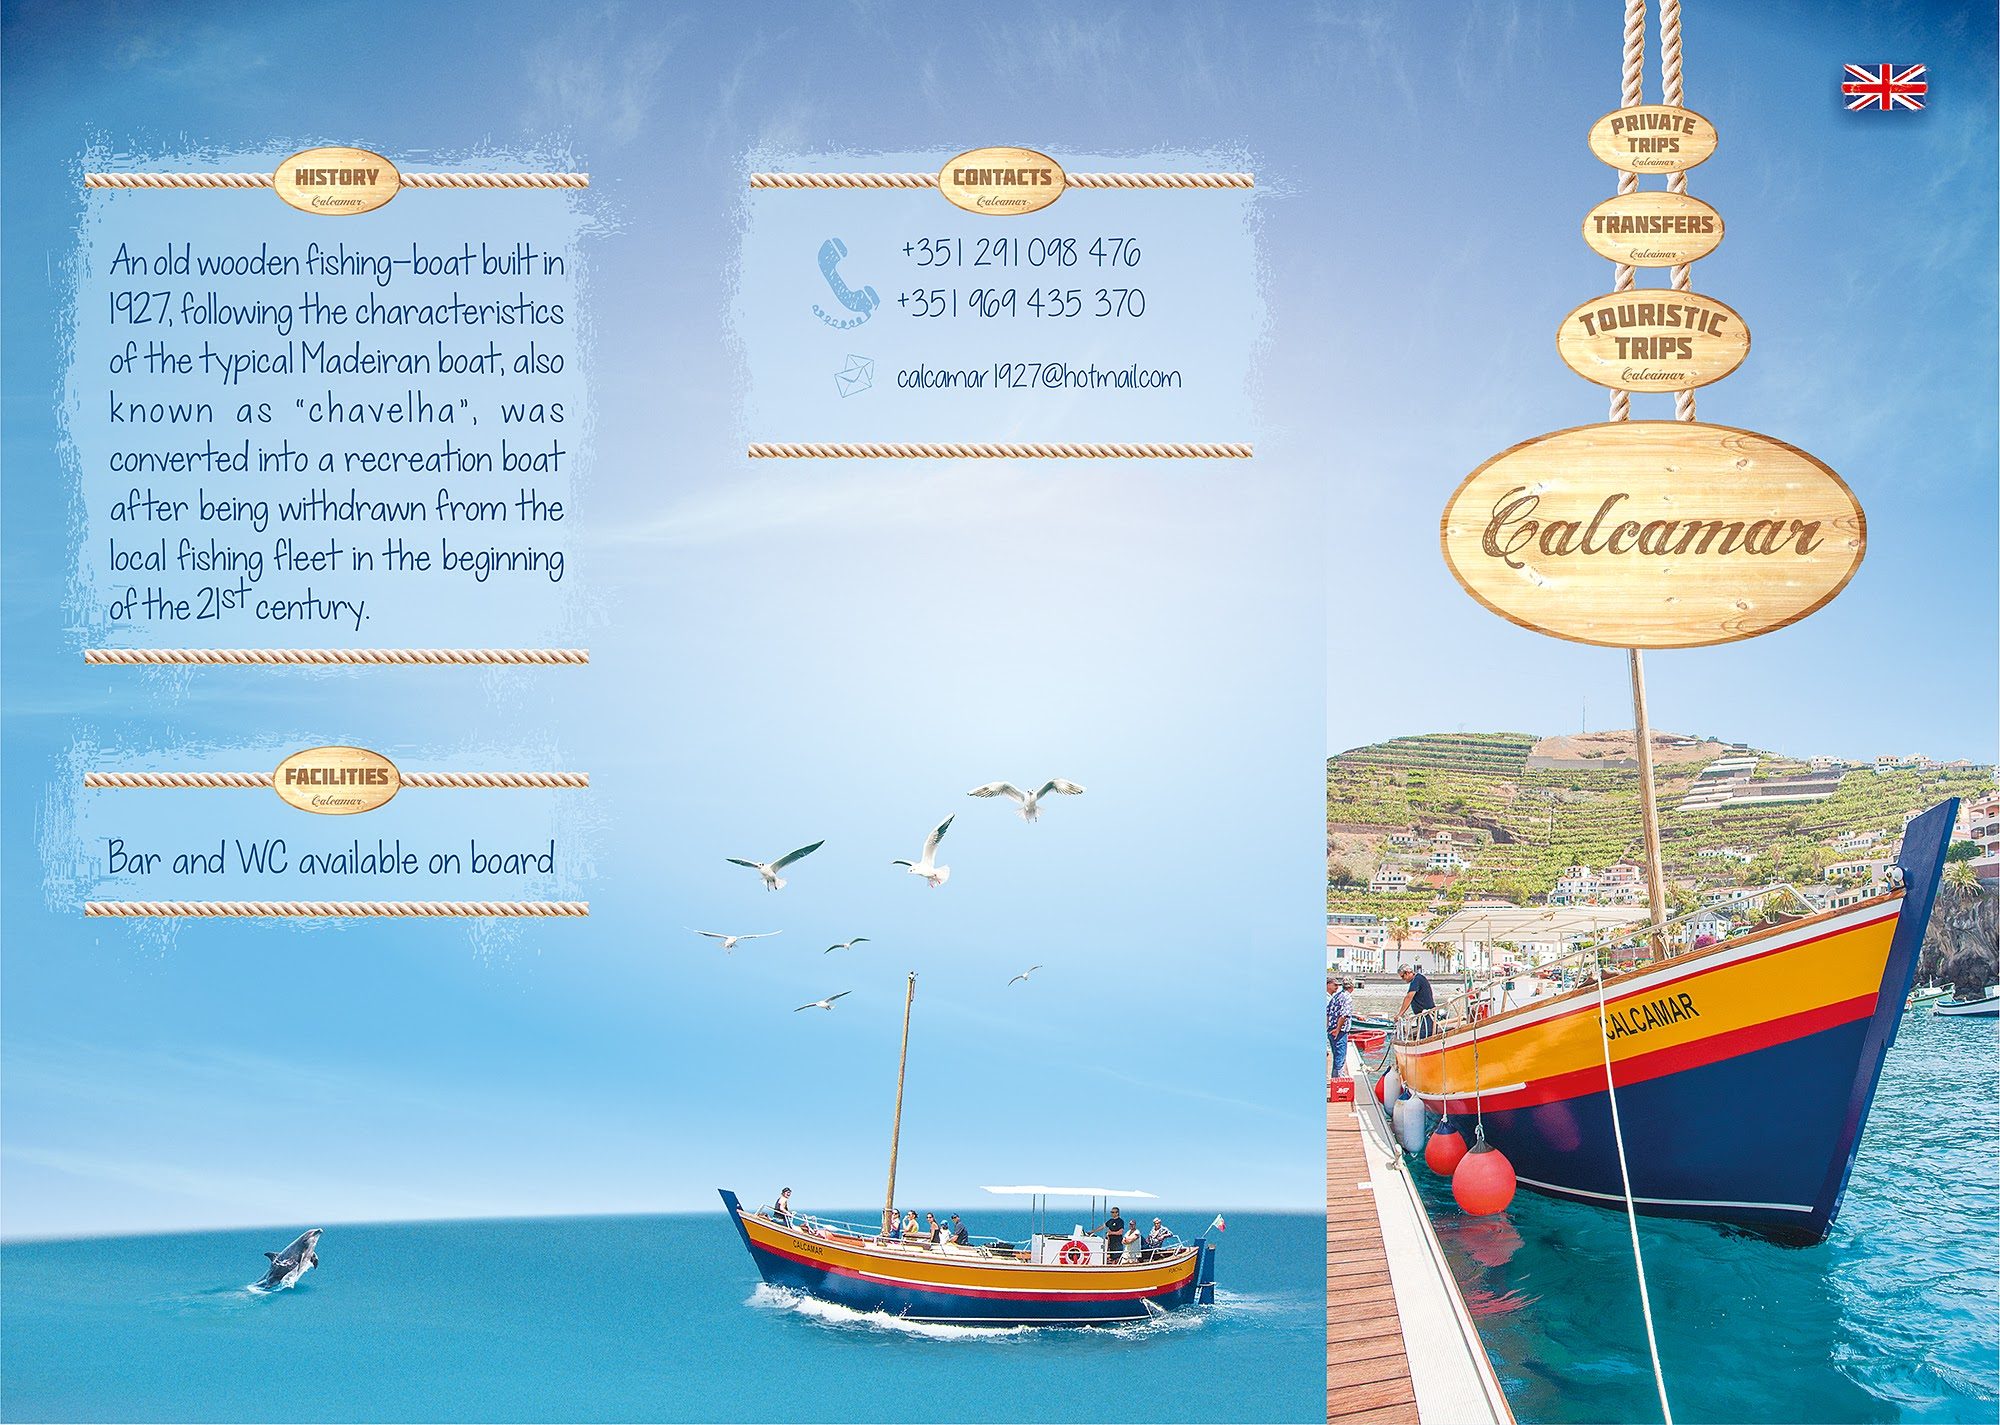 HISTORY
Calcamar
An old wooden fishing-boat built in
1927, following the characteristics
of the typical Madeiran boat, also
known as “chavelha”, was
converted into a recreation boat
after being withdrawn from the
local fishing fleet in the beginning
of the 21st century.
FACILITIES
Calcamar
Bar and WC available on board
CONTACTS
Calcamar
+351 291 098 476
+351 969 435 370
calcamar1927@hotmail.com
CALCAMAR
PRIVATE
TRIPS
Calcamar
TRANSFERS
Calcamar
TOURISTIC
TRIPS
Calcamar
Calcamar
CALCAMAR